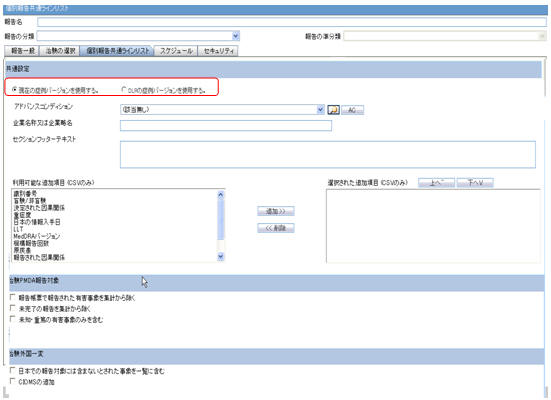 個別報告共通ラインリスト
報告名
報告の分類
報告の準分類
報告一般 治験の選択 個別報告共通ラインリスト スケジュール セキュリティ
共通設定
現在の症例バージョンを使用する。 DLPの症例バージョンを使用する。
アドバンスコンディション (該当無し) AC
企業名称又は企業略名
セクションフッターテキスト
利用可能な追加項目 (CSVのみ)
選択された追加項目 (CSVのみ) 上へ^ 下へV
識別番号
盲験/非盲験
決定された因果関係
重症度
日本の情報入手日
LLT
MedDRAバージョン
機構報告回数
原疾患
報告された因果関係
追加 >>
<< 削除
治験PMDA報告対象
報告帳票で報告された有害事象を集計から除く
未完了の報告を集計から除く
未知・重篤の有害事象のみを含む
治験外国一変
日本での報告対象には含まないとされた事象を一覧に含む
CIOMSの追加